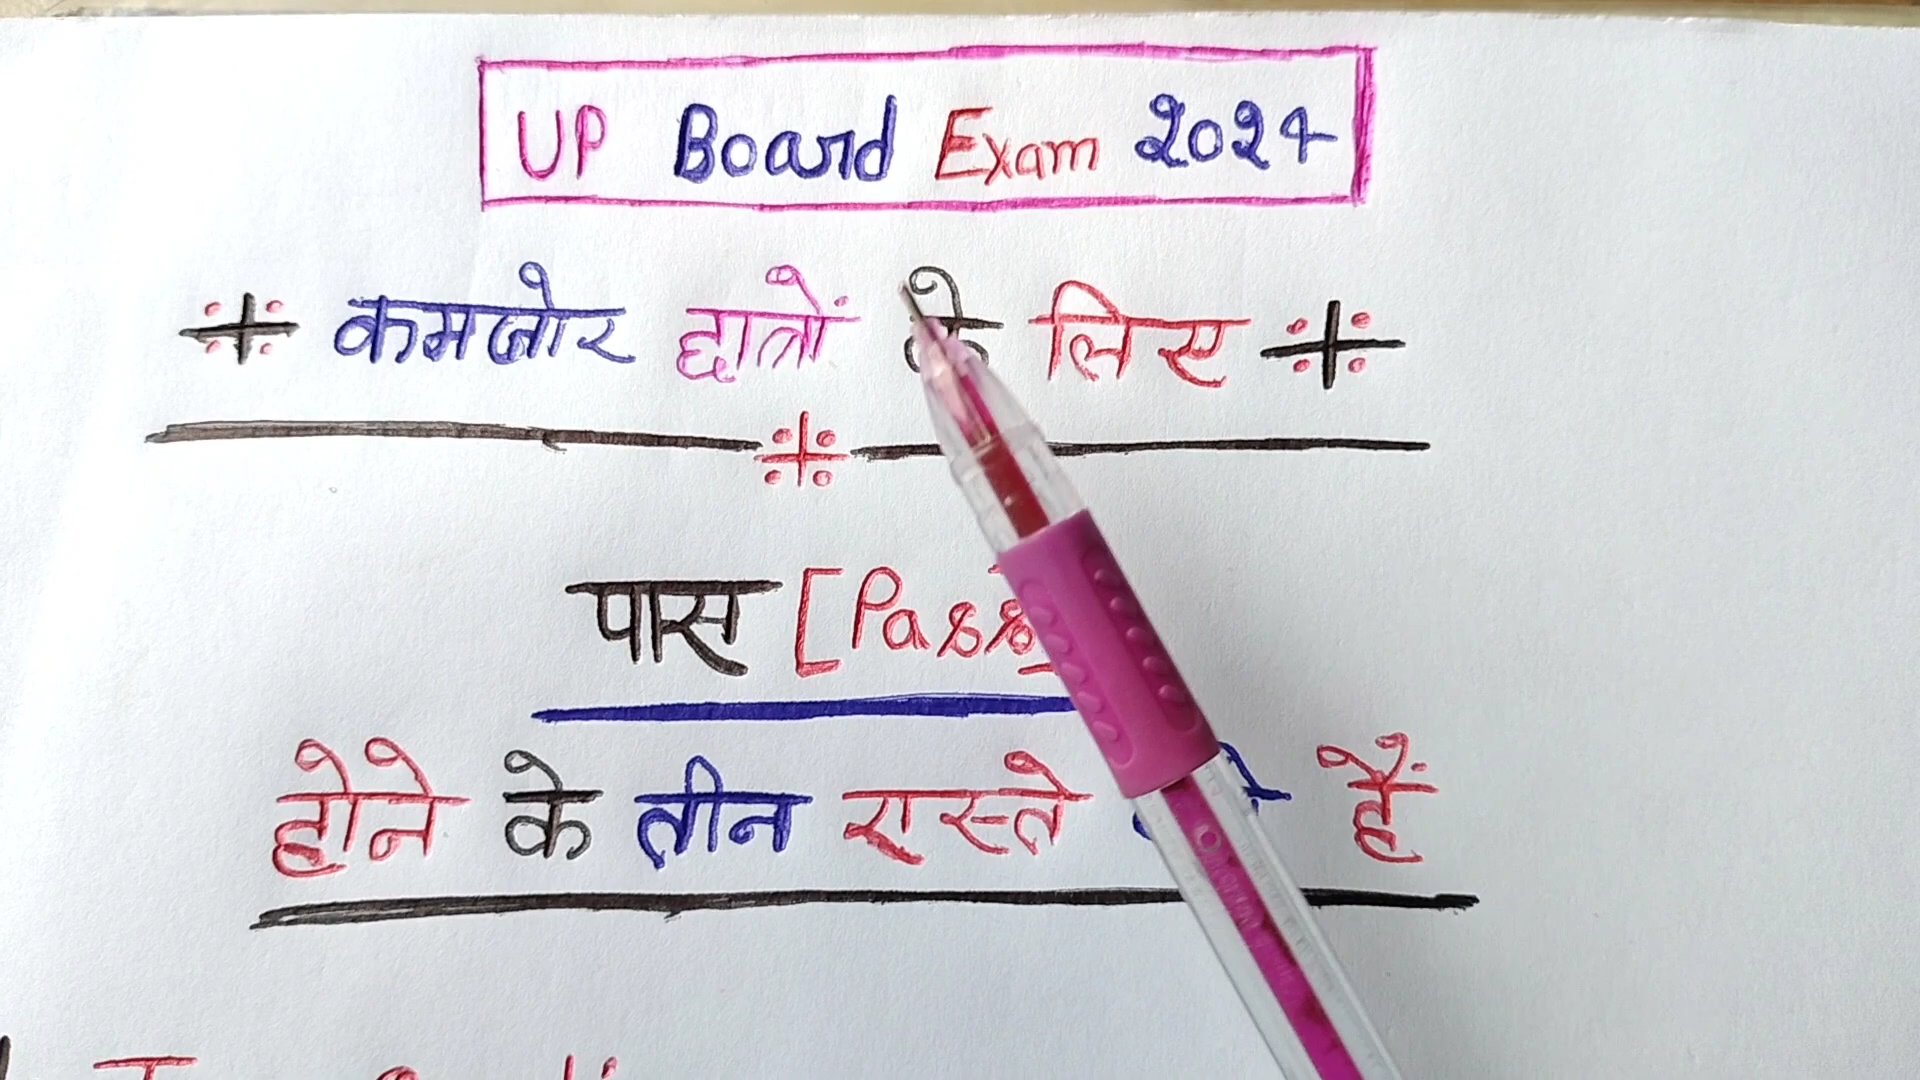 UP Board Exam 2024
कमजोर छात्रों के लिए
पास [Pass]
होने के तीन रास्ते हैं